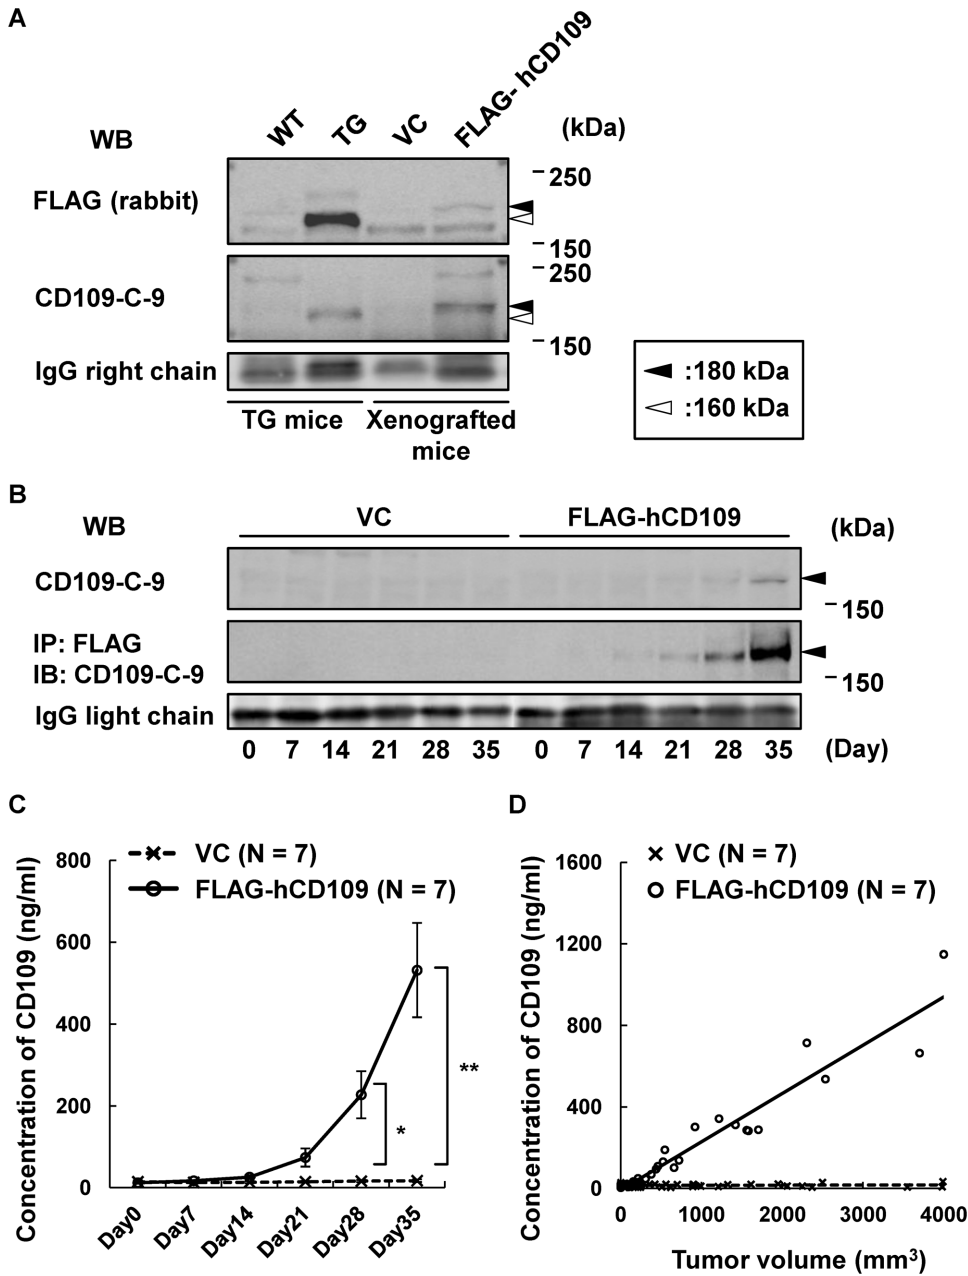 A
WB
WT TG VC FLAG- hCD109
(kDa)
FLAG (rabbit)
250
150
CD109-C-9
250
150
IgG right chain
TG mice
Xenografted
mice
:180 kDa
:160 kDa
B
WB
VC FLAG-hCD109
(kDa)
CD109-C-9
150
IP: FLAG
IB: CD109-C-9
150
IgG light chain
0 7 14 21 28 35 0 7 14 21 28 35 (Day)
C
VC (N = 7)
FLAG-hCD109 (N = 7)
Concentration of CD109 (ng/ml)
800
600
400
200
0
*
**
Day0 Day7 Day14 Day21 Day28 Day35
D
VC (N = 7)
FLAG-hCD109 (N = 7)
Concentration of CD109 (ng/ml)
1600
1200
800
400
0
0 1000 2000 3000 4000
Tumor volume (mm³)